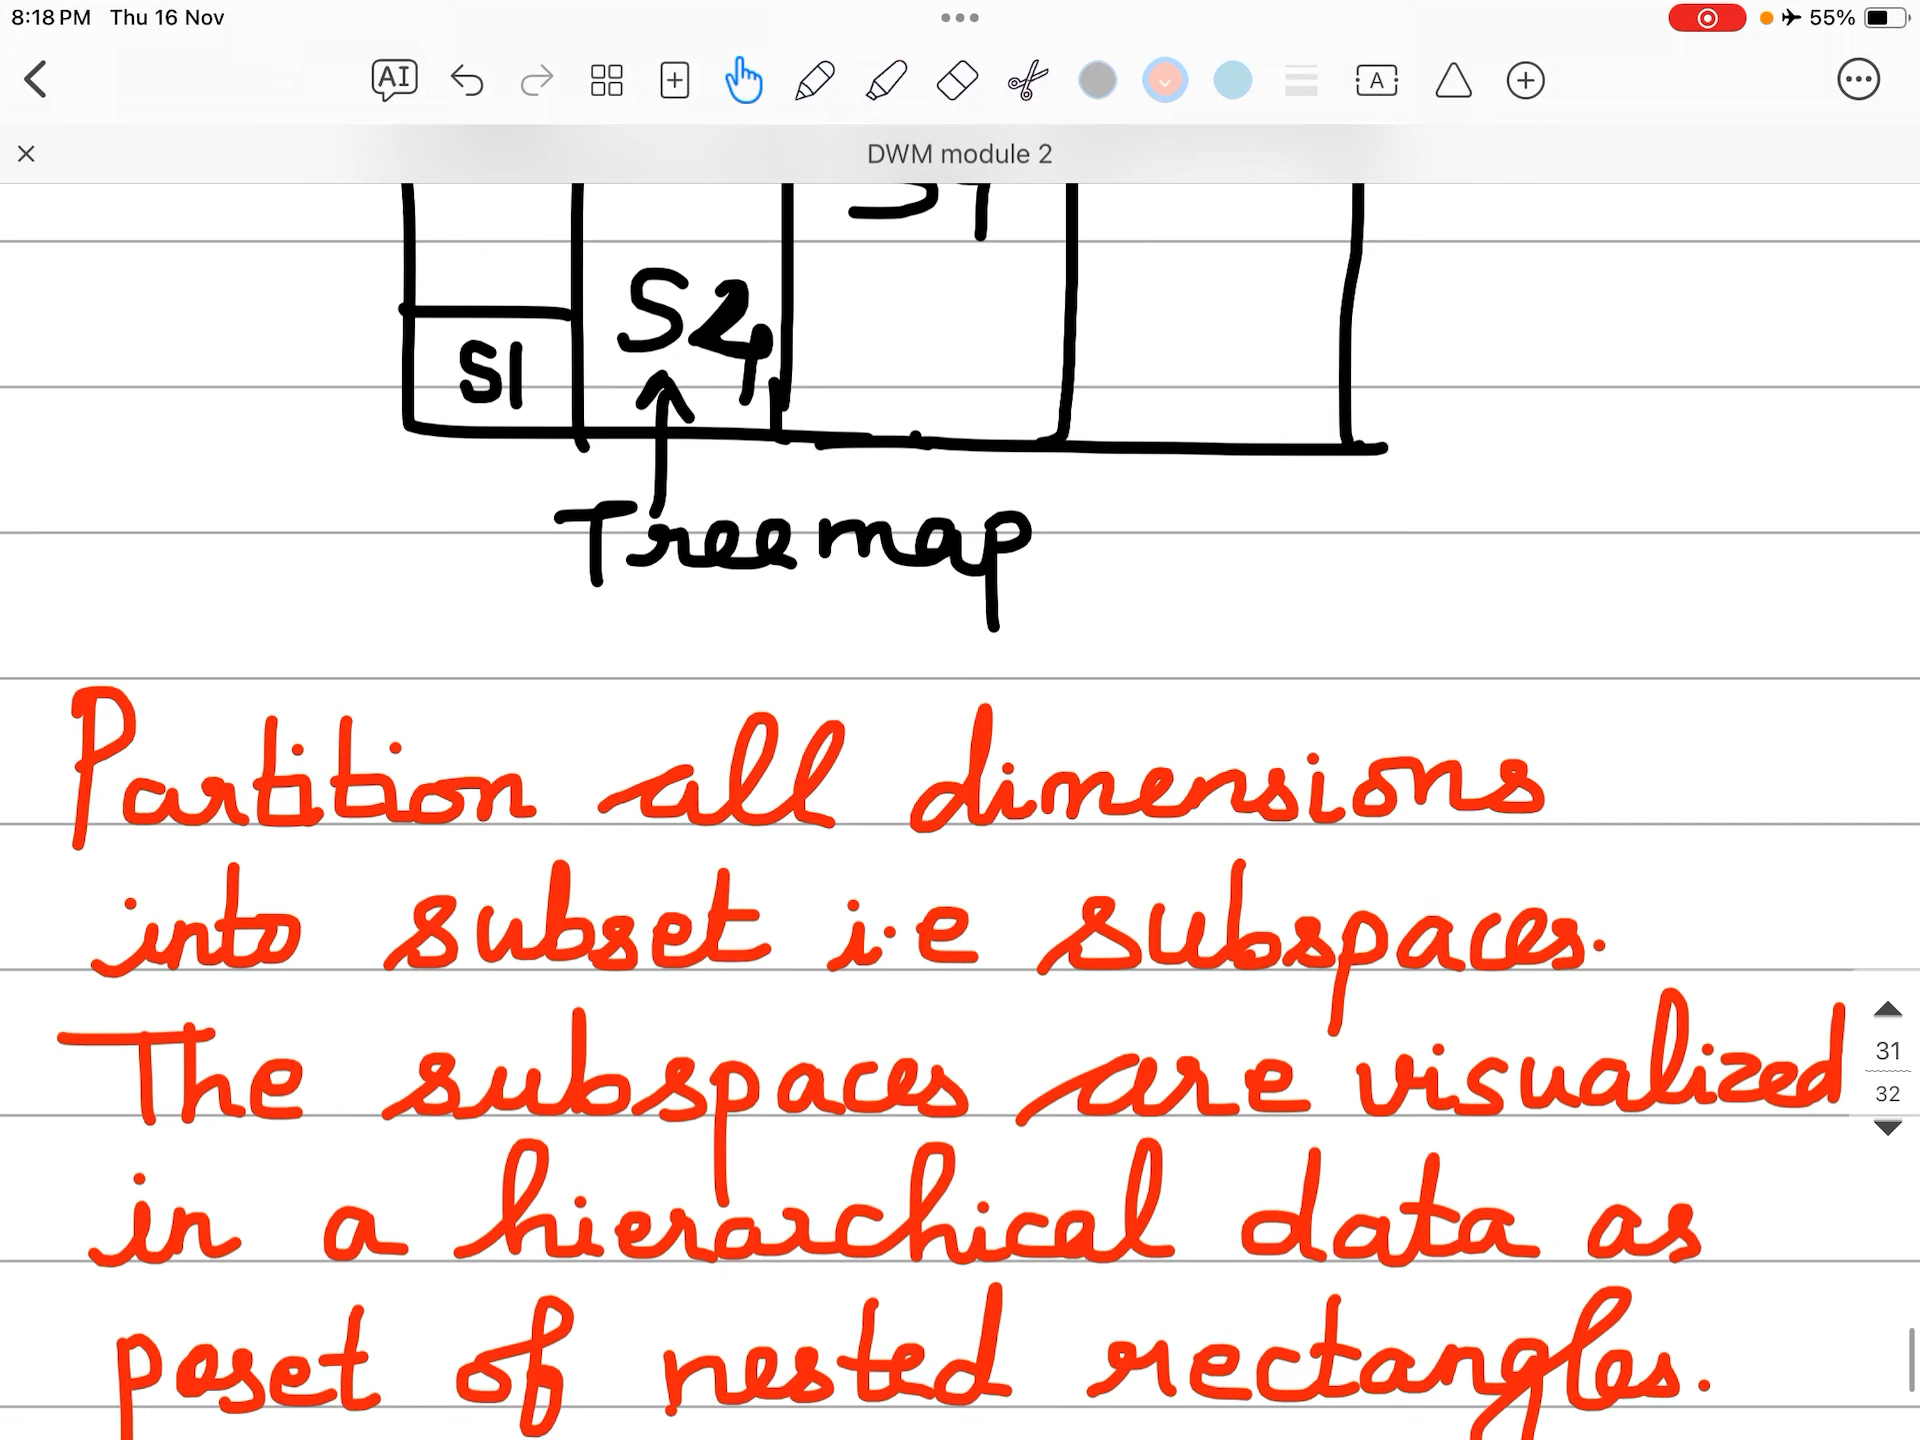 8:18 PM Thu 16 Nov
55%
AI
A
DWM module 2
S2,
S1
Treemap
Partition all dimensions
into subset i.e subspaces.
The subspaces are visualized
31
32
in a hierarchical data as
poset of nested rectangles.